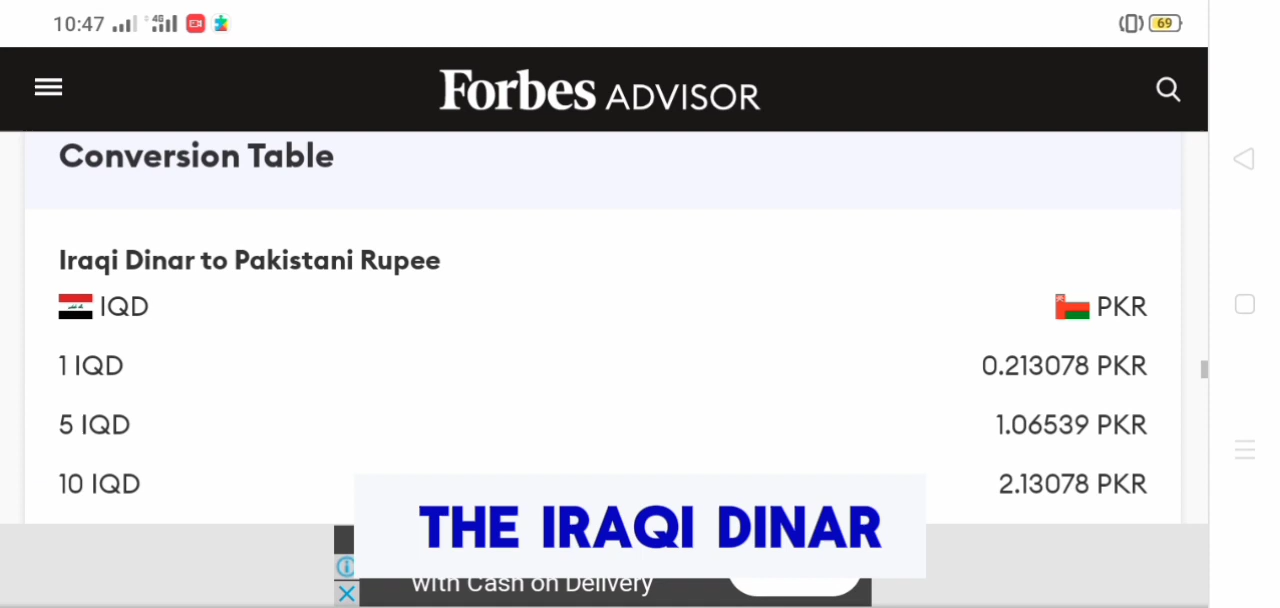 10:47 4G 69
Forbes ADVISOR
Conversion Table
Iraqi Dinar to Pakistani Rupee
IQD PKR
1 IQD 0.213078 PKR
5 IQD 1.06539 PKR
10 IQD 2.13078 PKR
THE IRAQI DINAR
with Cash on Delivery